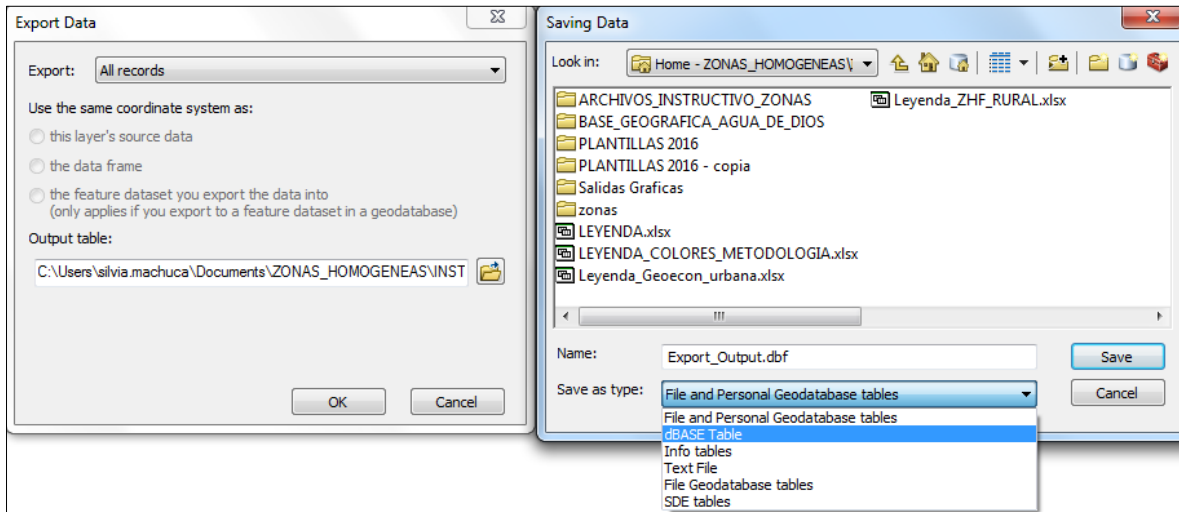 Export Data
Export: All records
Use the same coordinate system as:
this layer's source data
the data frame
the feature dataset you export the data into
(only applies if you export to a feature dataset in a geodatabase)
Output table:
C:\Users\silvia.machuca\Documents\ZONAS_HOMOGENEAS\INST
OK Cancel
Saving Data
Look in: Home - ZONAS_HOMOGENEAS\
ARCHIVOS_INSTRUCTIVO_ZONAS
BASE_GEOGRAFICA_AGUA_DE_DIOS
PLANTILLAS 2016
PLANTILLAS 2016 - copia
Salidas Graficas
zonas
LEYENDA.xlsx
LEYENDA_COLORES_METODOLOGIA.xlsx
Leyenda_Geoecon_urbana.xlsx
Leyenda_ZHF_RURAL.xlsx
Name: Export_Output.dbf Save
Save as type: File and Personal Geodatabase tables Cancel
File and Personal Geodatabase tables
dBASE Table
Info tables
Text File
File Geodatabase tables
SDE tables